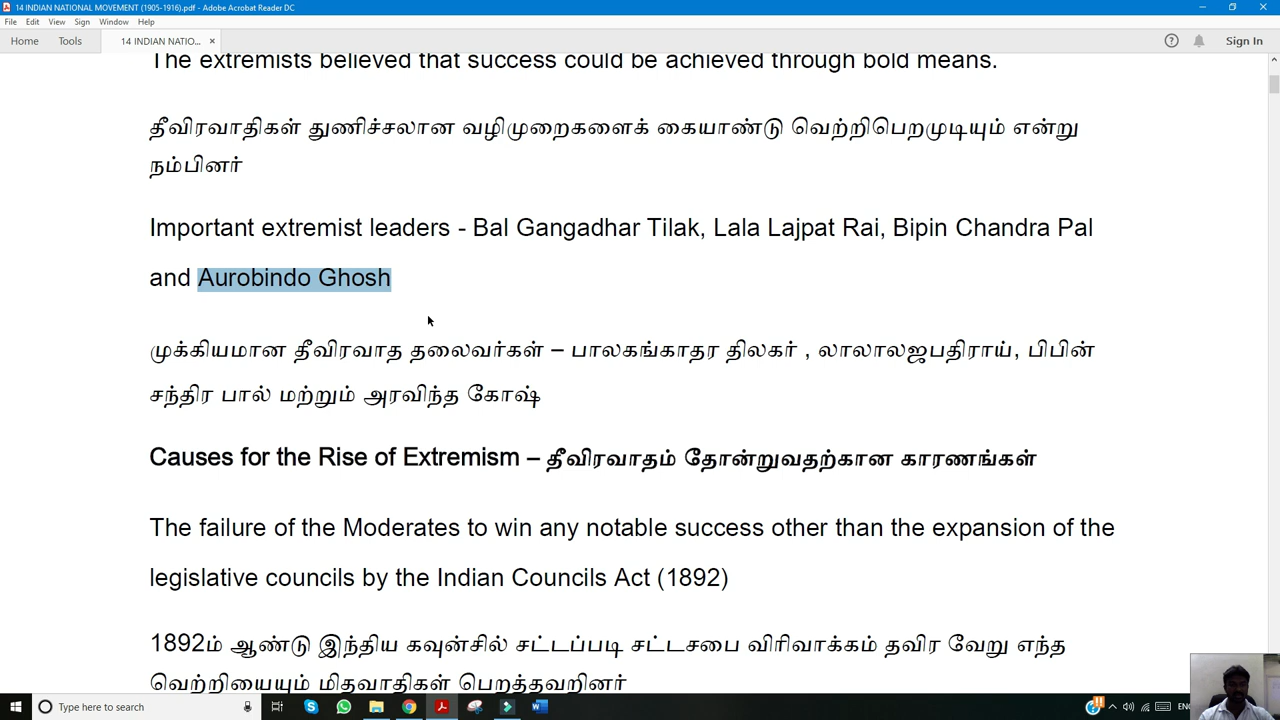 14 INDIAN NATIONAL MOVEMENT (1905-1916).pdf - Adobe Acrobat Reader DC
File Edit View Sign Window Help
Home Tools 14 INDIAN NATIO... × Sign In
The extremists believed that success could be achieved through bold means.
தீவிரவாதிகள் துணிச்சலான வழிமுறைகளைக் கையாண்டு வெற்றிபெறமுடியும் என்று
நம்பினர்
Important extremist leaders - Bal Gangadhar Tilak, Lala Lajpat Rai, Bipin Chandra Pal
and Aurobindo Ghosh
முக்கியமான தீவிரவாத தலைவர்கள் – பாலகங்காதர திலகர் , லாலாலஜபதிராய், பிபின்
சந்திர பால் மற்றும் அரவிந்த கோஷ்
Causes for the Rise of Extremism – தீவிரவாதம் தோன்றுவதற்கான காரணங்கள்
The failure of the Moderates to win any notable success other than the expansion of the
legislative councils by the Indian Councils Act (1892)
1892ம் ஆண்டு இந்திய கவுன்சில் சட்டப்படி சட்டசபை விரிவாக்கம் தவிர வேறு எந்த
வெற்றியையும் மிதவாதிகள் பெறத்தவறினர்
Type here to search